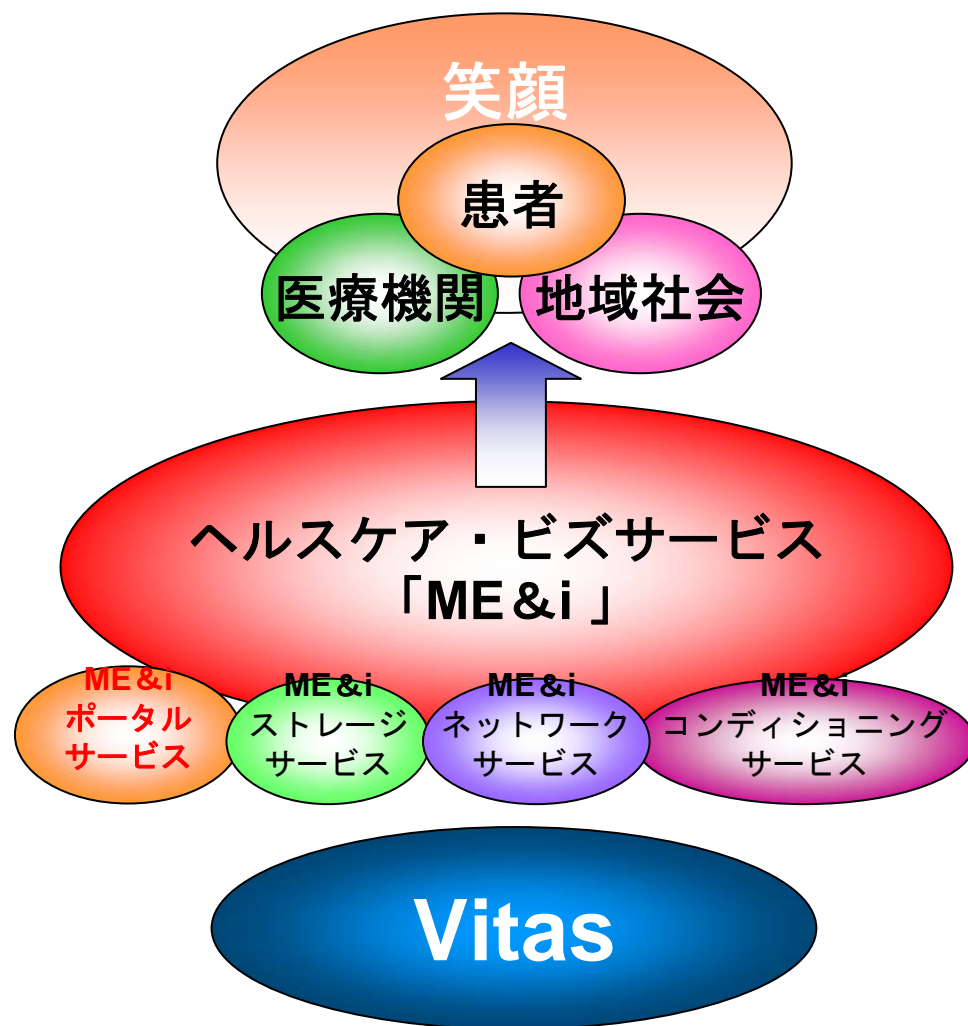 笑顔
患者
医療機関
地域社会
ヘルスケア・ビズサービス
「ME&i」
ME&i
ポータル
サービス
ME&i
ストレージ
サービス
ME&i
ネットワーク
サービス
ME&i
コンディショニング
サービス
Vitas